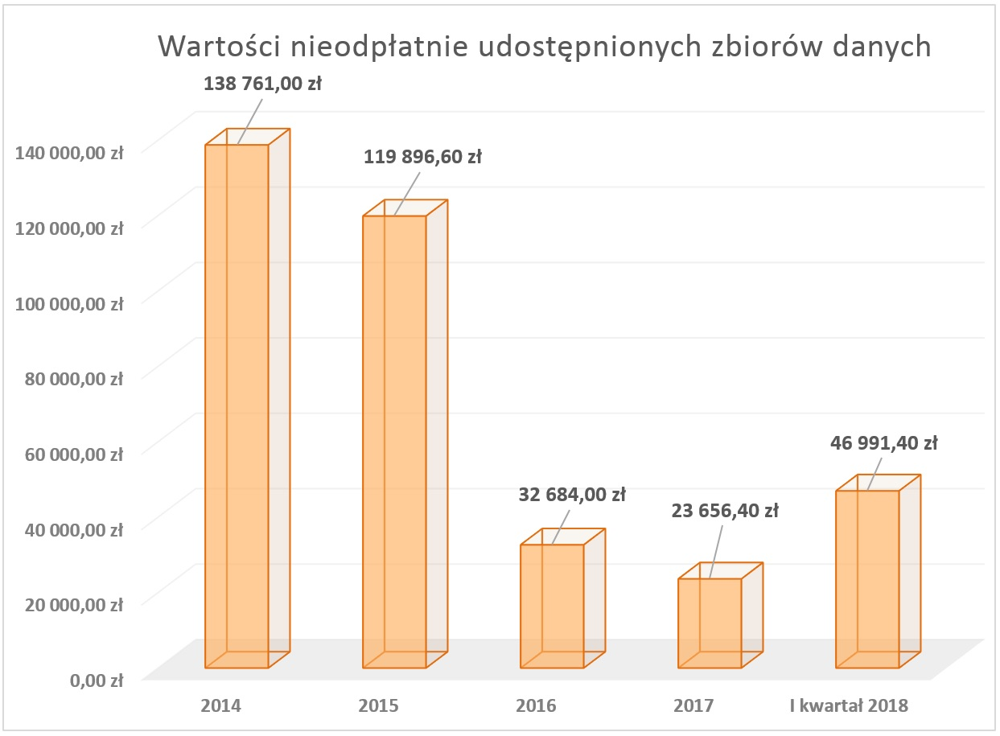 Wartości nieodpłatnie udostępnionych zbiorów danych
138 761,00 zł
119 896,60 zł
32 684,00 zł
23 656,40 zł
46 991,40 zł
140 000,00 zł
120 000,00 zł
100 000,00 zł
80 000,00 zł
60 000,00 zł
40 000,00 zł
20 000,00 zł
0,00 zł
2014 2015 2016 2017 I kwartał 2018